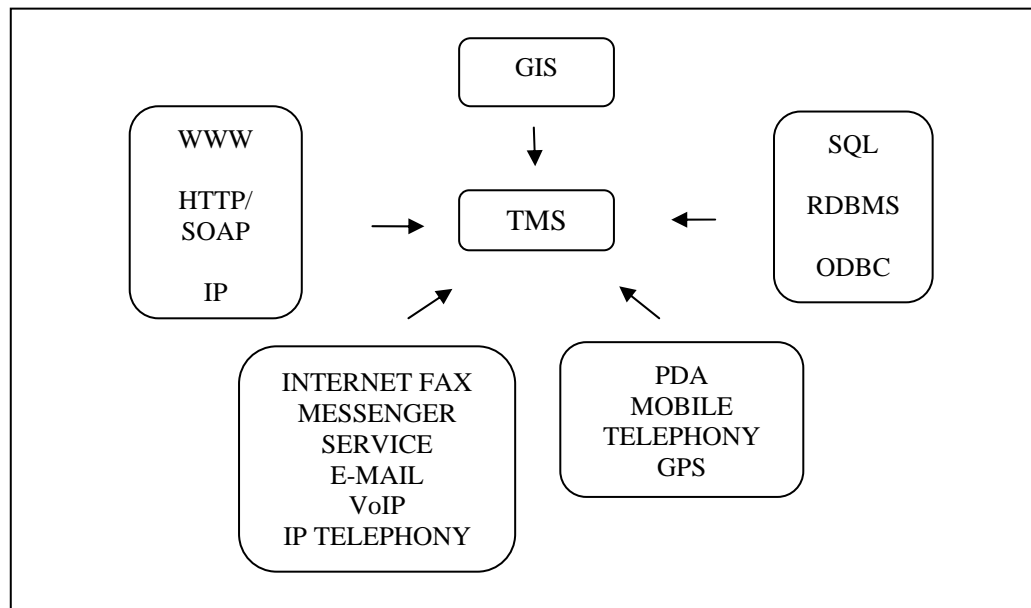 GIS
WWW
HTTP/
SOAP
IP
TMS
SQL
RDBMS
ODBC
INTERNET FAX
MESSENGER
SERVICE
E-MAIL
VoIP
IP TELEPHONY
PDA
MOBILE
TELEPHONY
GPS